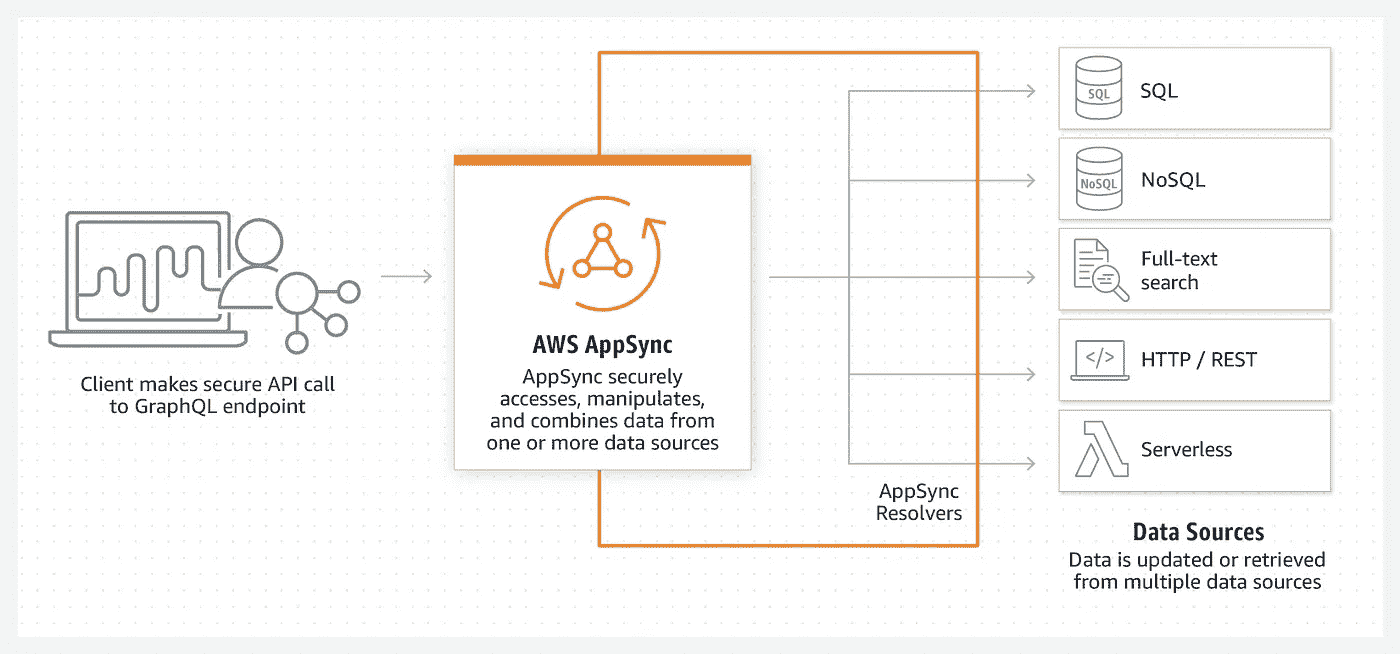 Client makes secure API call
to GraphQL endpoint
AWS AppSync
AppSync securely
accesses, manipulates,
and combines data from
one or more data sources
AppSync
Resolvers
SQL
SQL
NoSQL
NoSQL
Full-text
search
</>
HTTP / REST
Serverless
Data Sources
Data is updated or retrieved
from multiple data sources